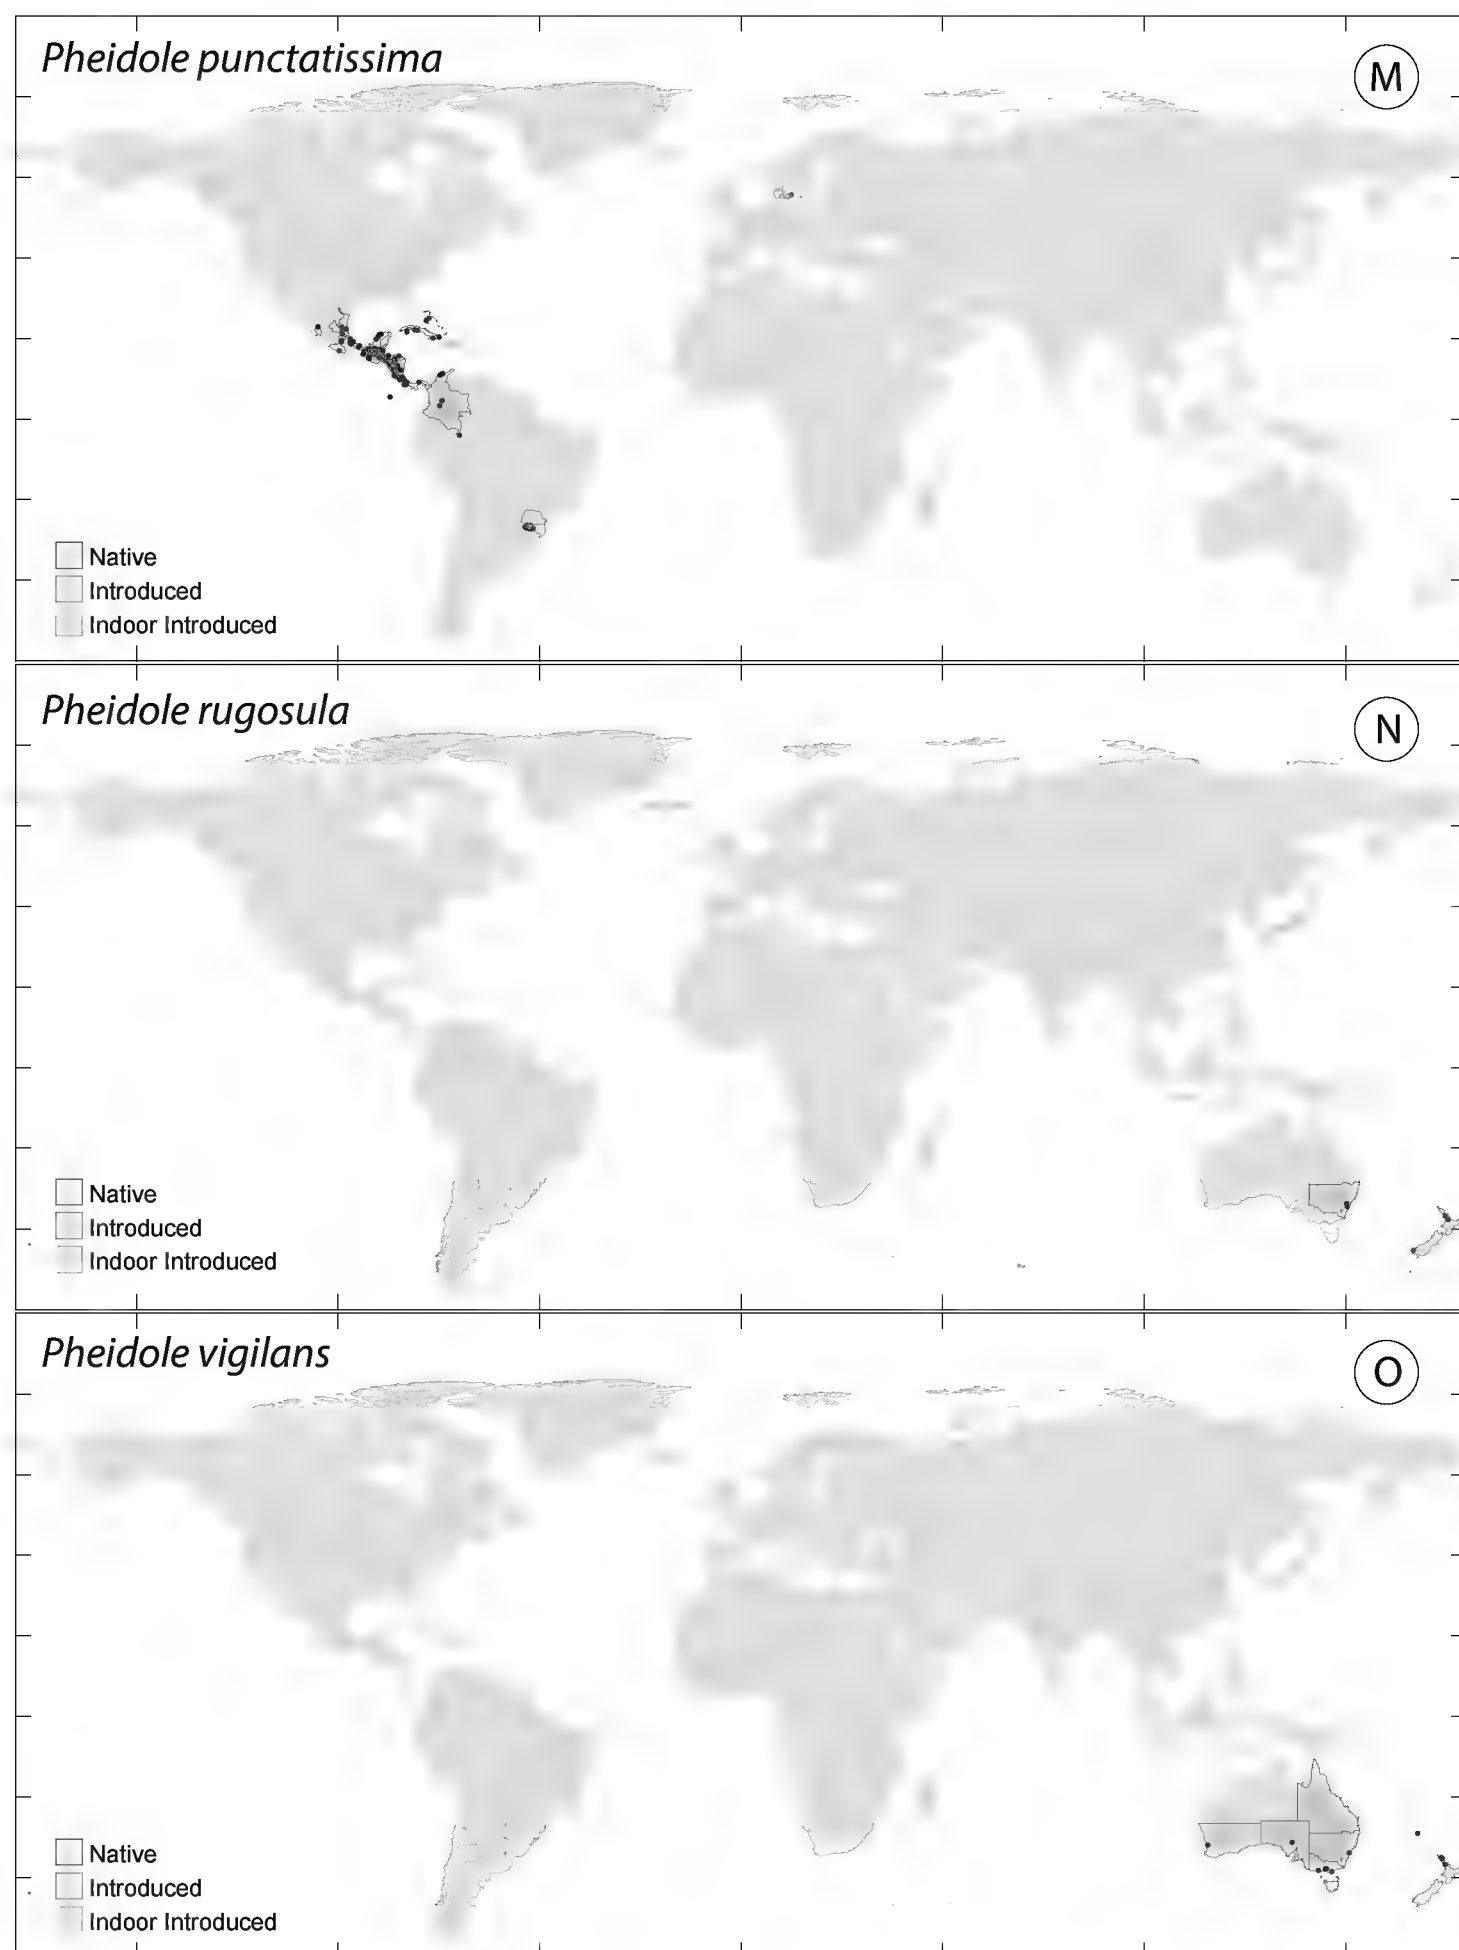 Pheidole punctatissima
M
Native
Introduced
Indoor Introduced
Pheidole rugosula
N
Native
Introduced
Indoor Introduced
Pheidole vigilans
O
Native
Introduced
Indoor Introduced